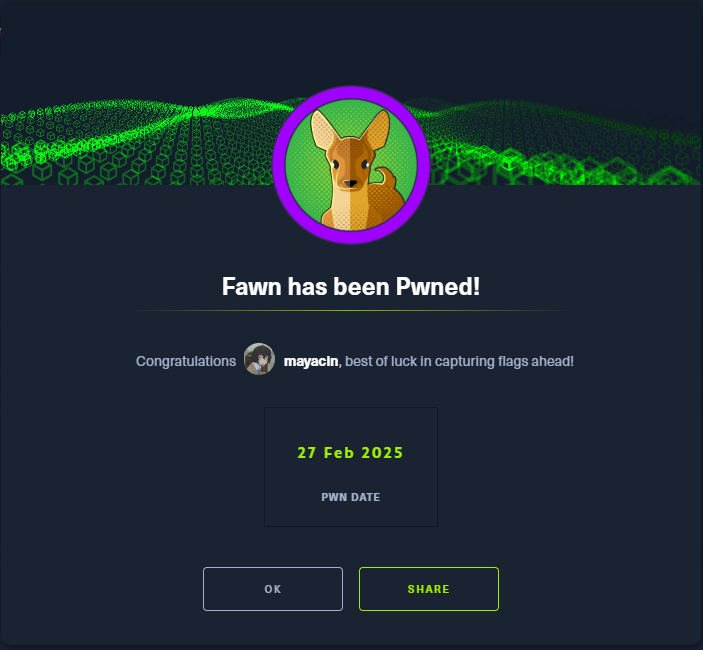 Fawn has been Pwned!
Congratulations mayacin, best of luck in capturing flags ahead!
27 Feb 2025
PWN DATE
OK
SHARE